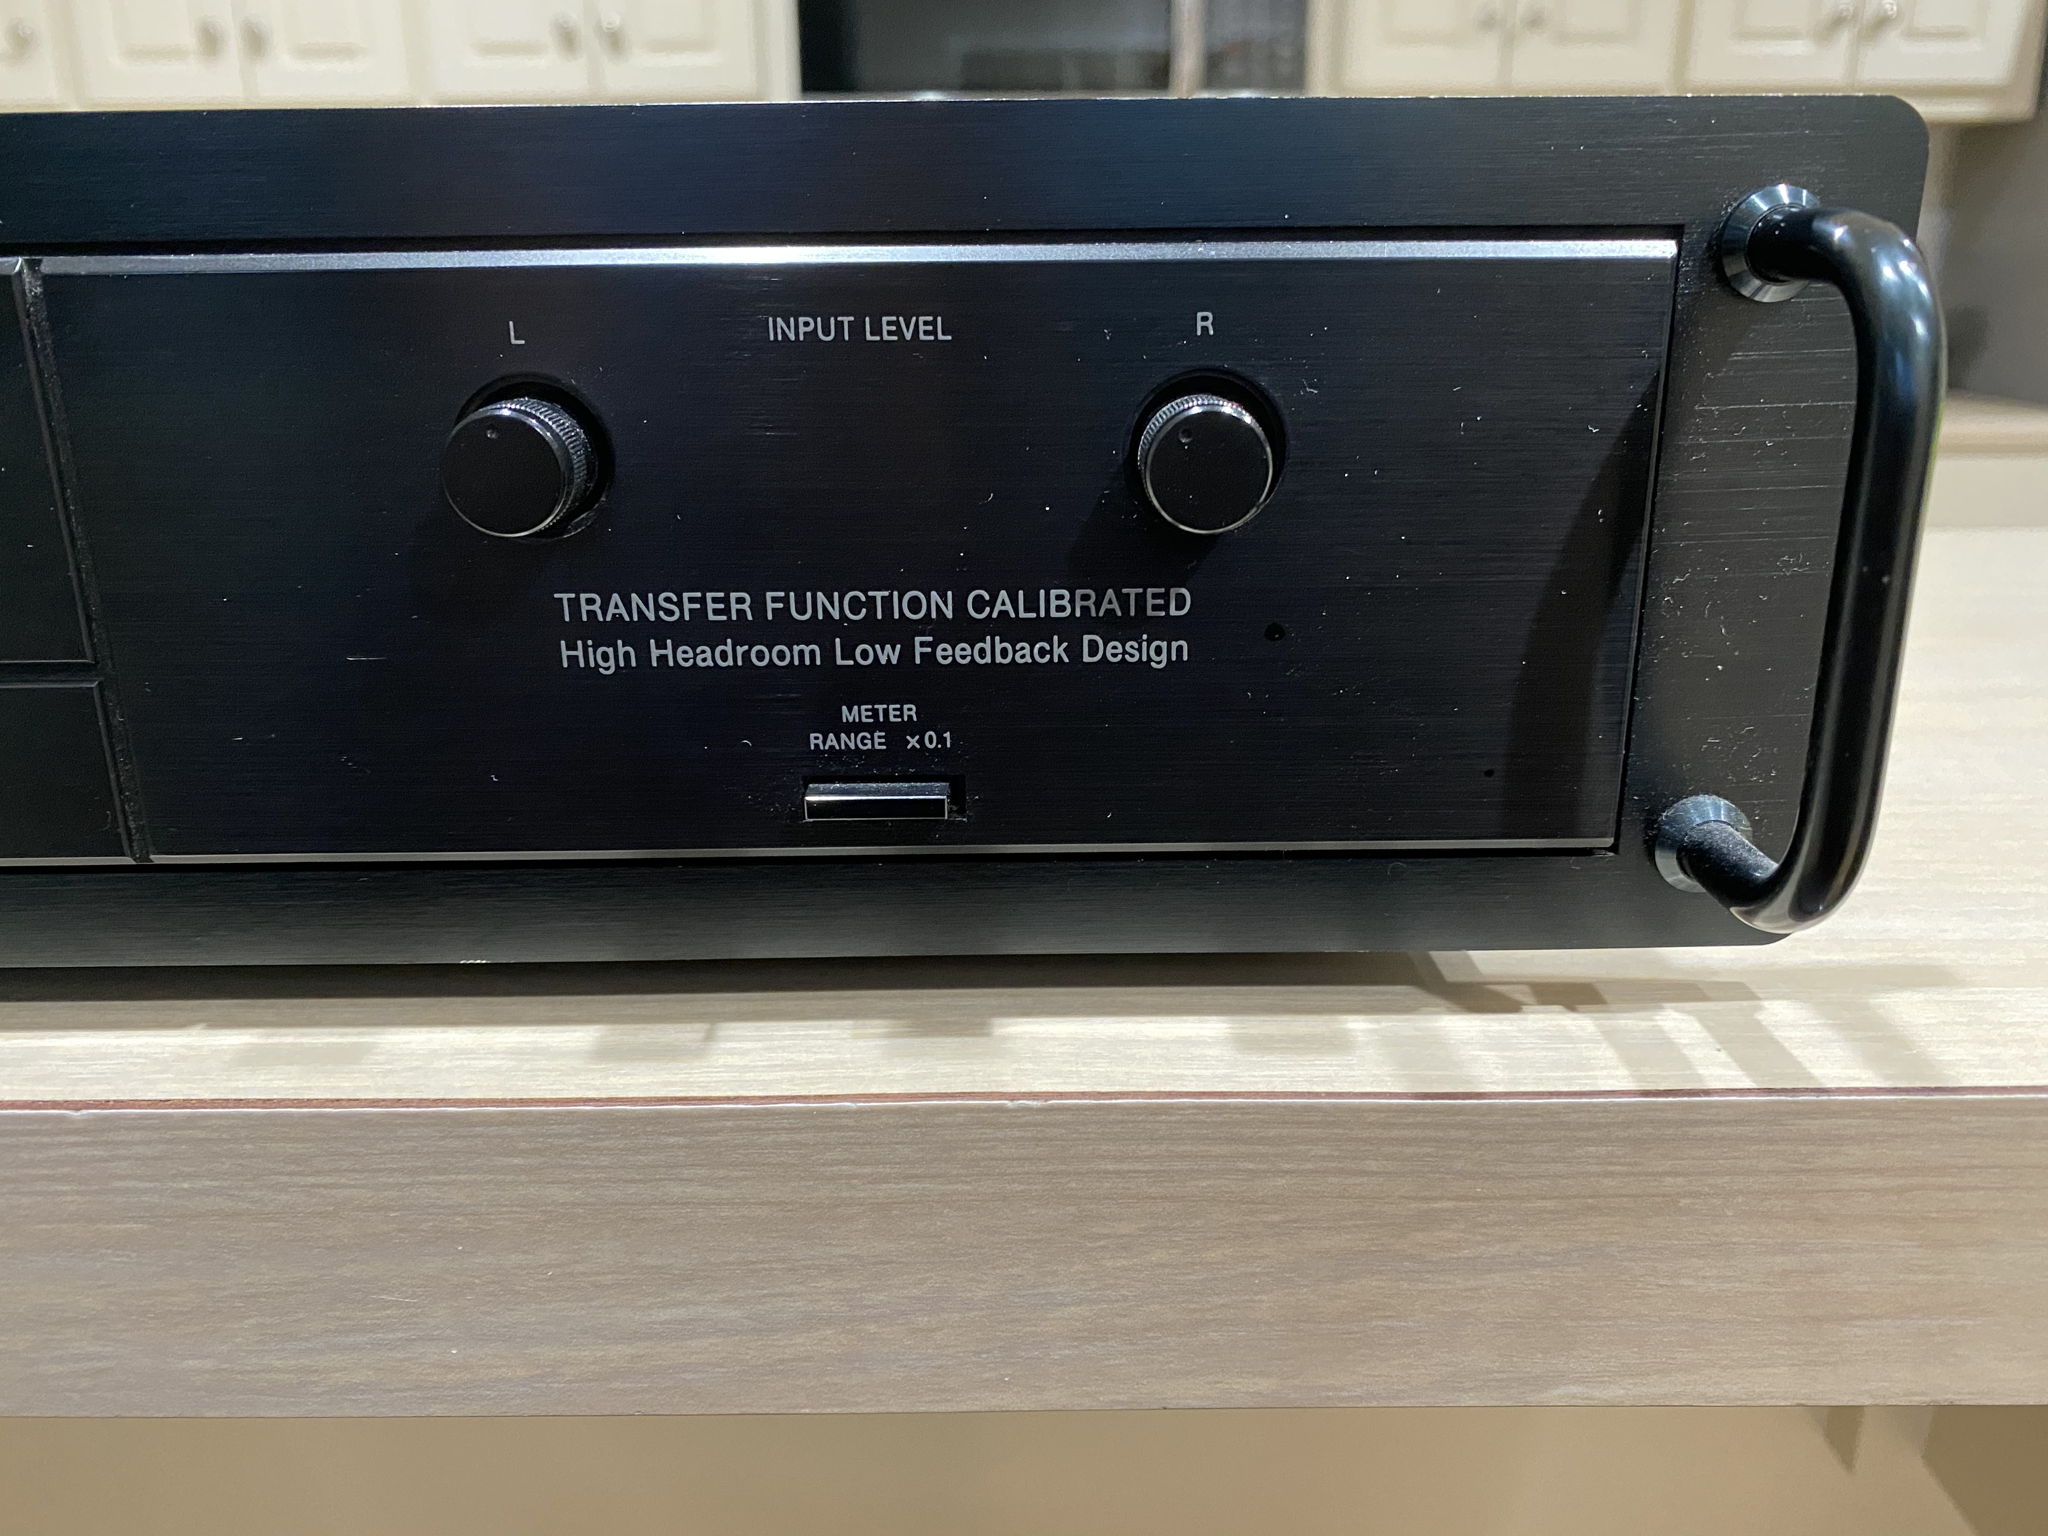 L INPUT LEVEL R
TRANSFER FUNCTION CALIBRATED
High Headroom Low Feedback Design
METER
RANGE ×0.1